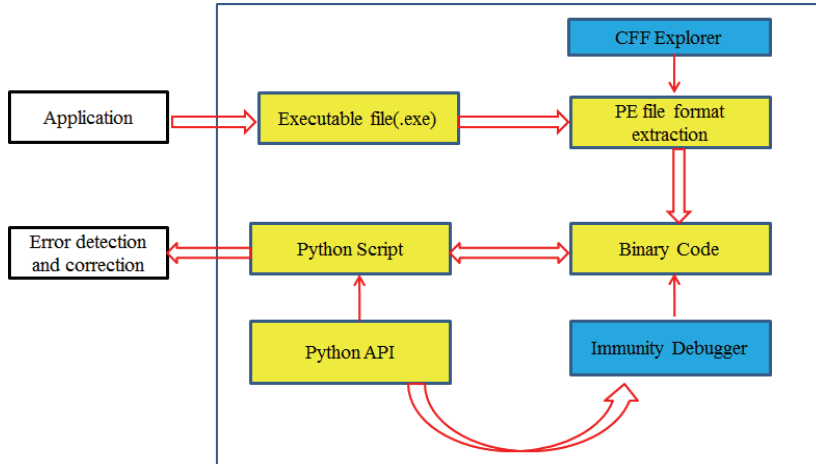 CFF Explorer
Application
Executable file(.exe)
PE file format
extraction
Error detection
and correction
Python Script
Binary Code
Python API
Immunity Debugger